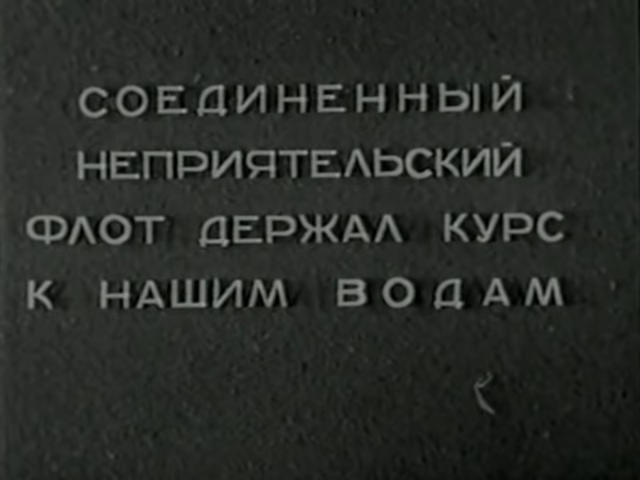 СОЕДИНЕННЫЙ
НЕПРИЯТЕЛЬСКИЙ
ФЛОТ ДЕРЖАЛ КУРС
К НАШИМ ВОДАМ